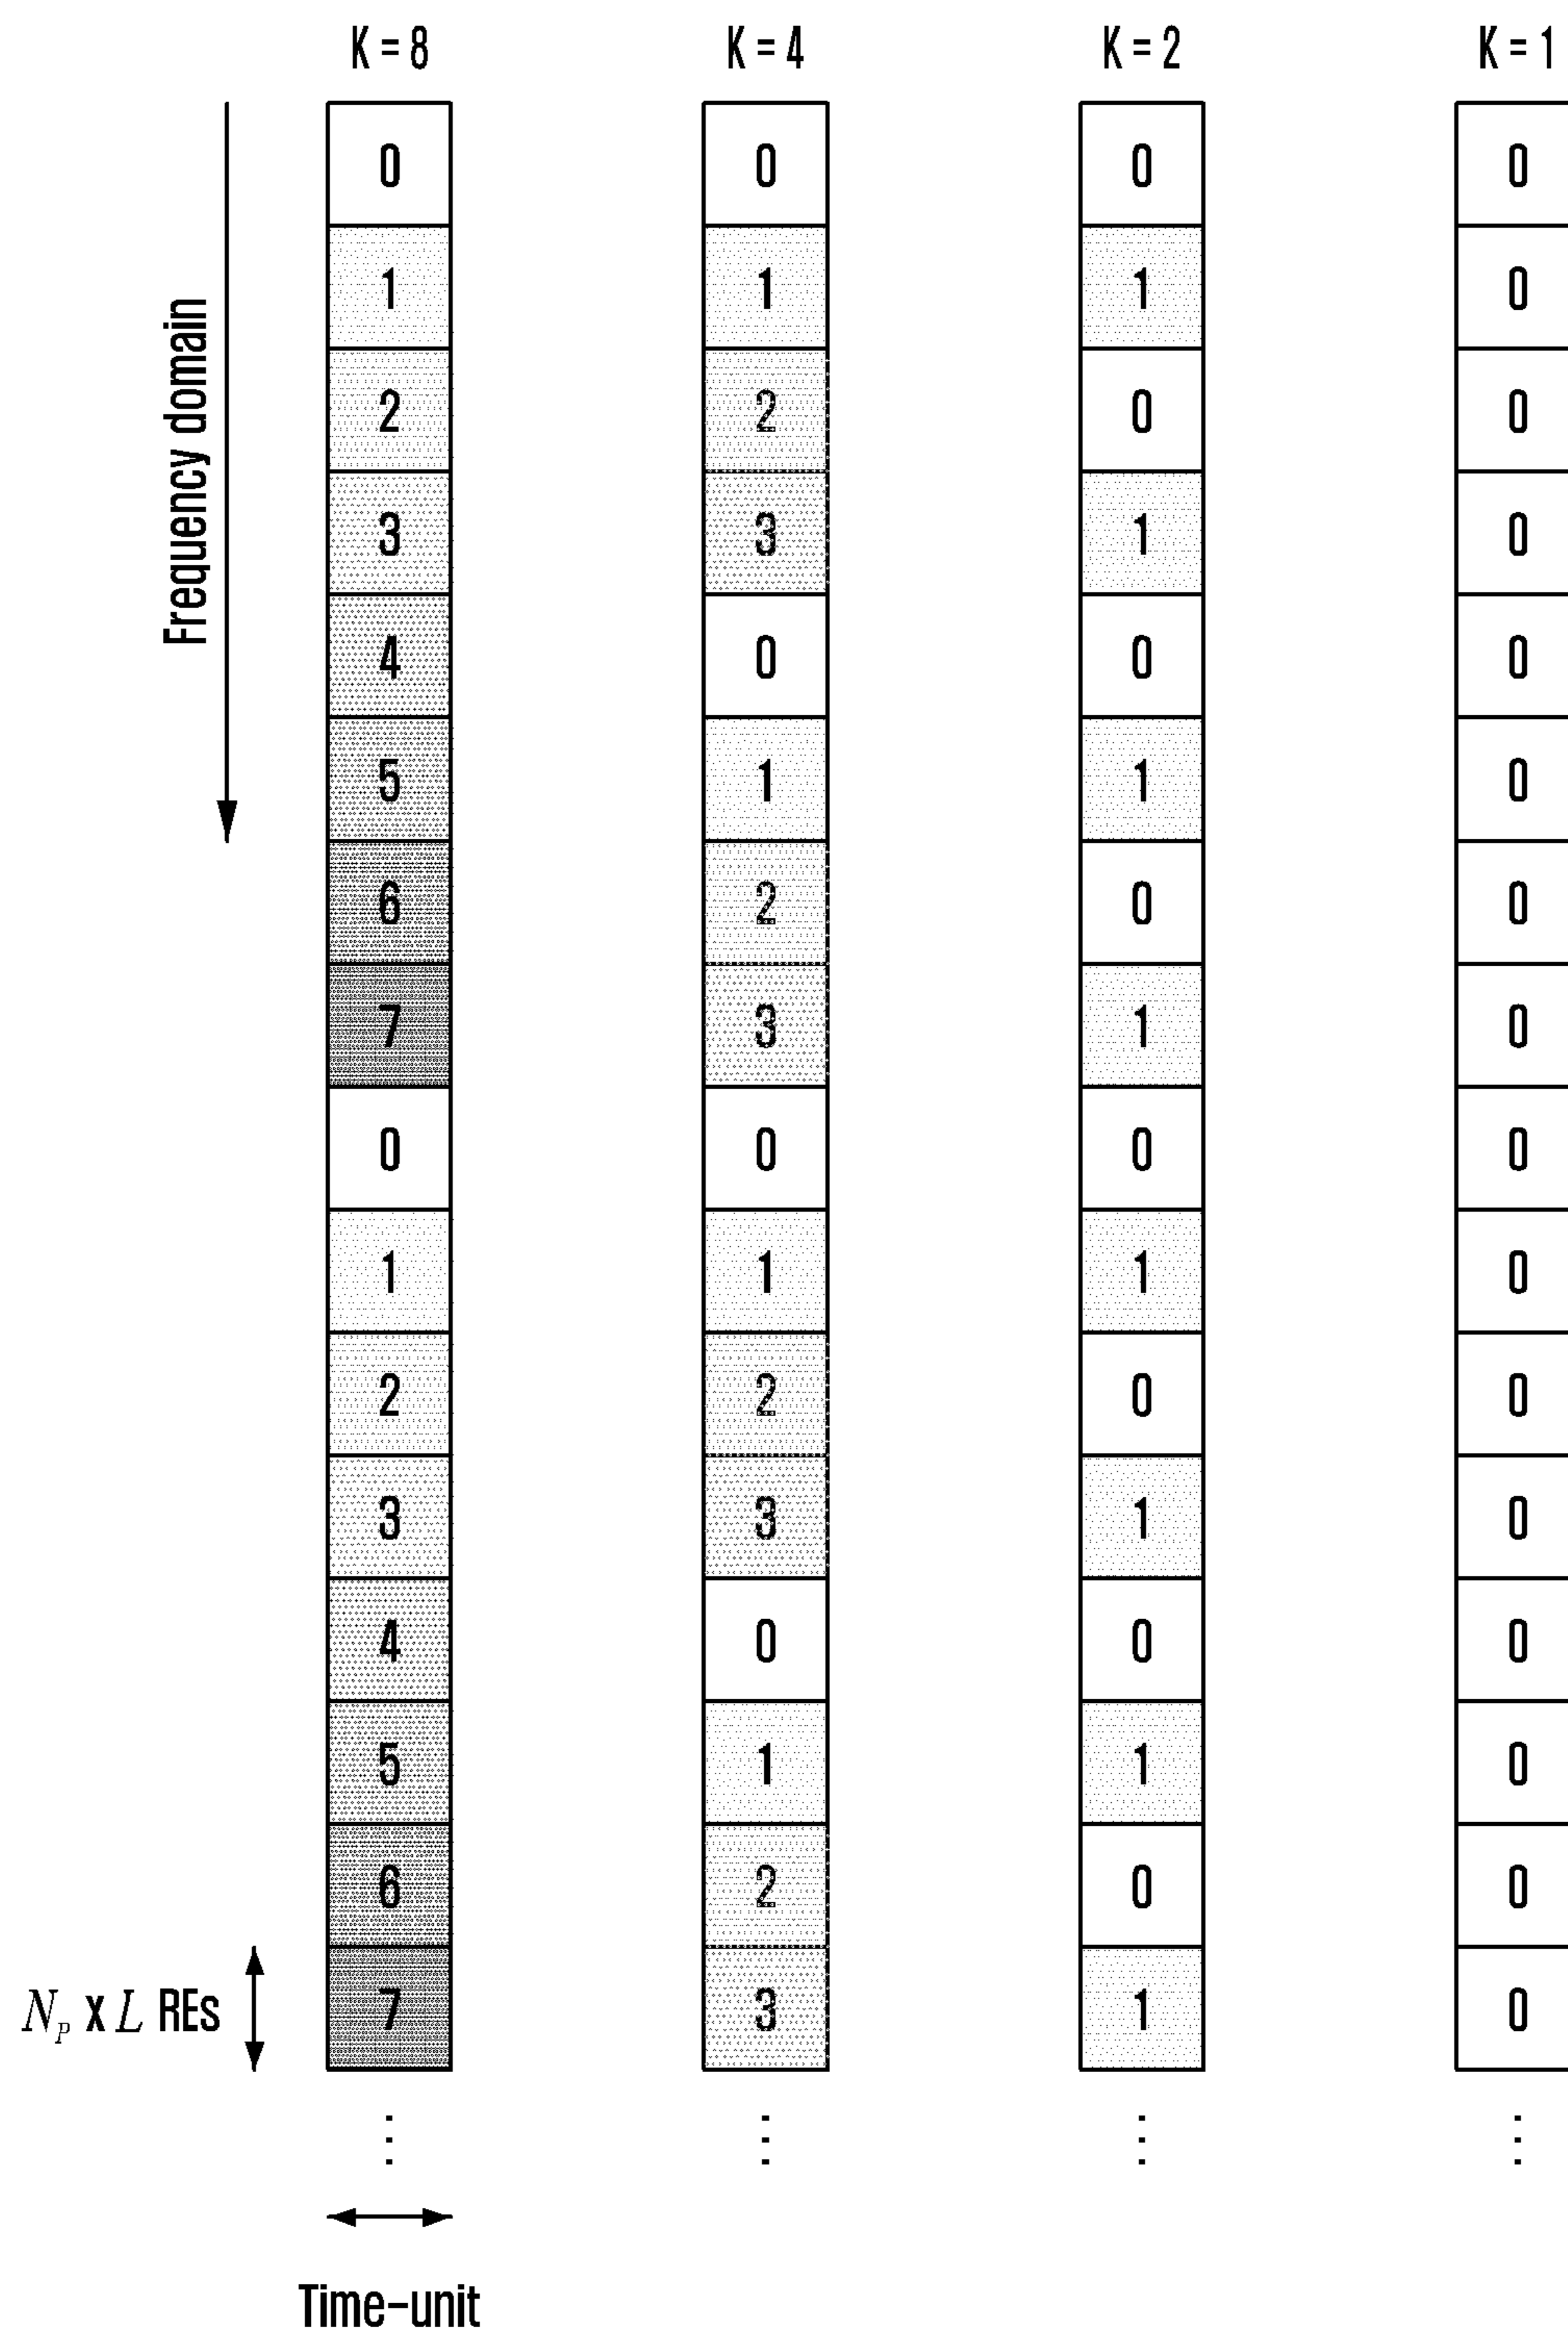 K = 8 K = 4 K = 2 K = 1
0 0 0 0
1 1 1 0
2 2 0 0
3 3 1 0
Frequency domain
4 0 0 0
5 1 1 0
6 2 0 0
7 3 1 0
0 0 0 0
1 1 1 0
2 2 0 0
3 3 1 0
4 0 0 0
5 1 1 0
6 2 0 0
N_P x L REs 7 3 1 0
⋮ ⋮ ⋮ ⋮
Time-unit